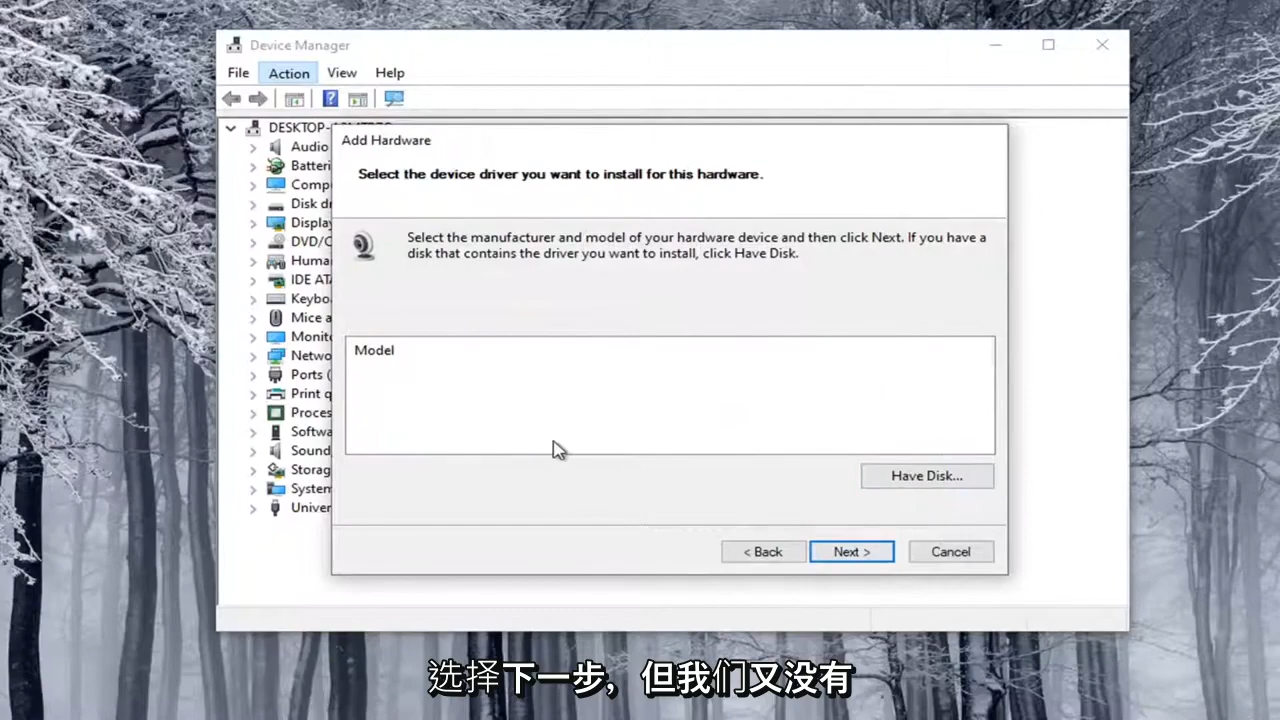 Device Manager
File Action View Help
DESKTOP-
Add Hardware
Audio
Select the device driver you want to install for this hardware.
Select the manufacturer and model of your hardware device and then click Next. If you have a
disk that contains the driver you want to install, click Have Disk.
Batteri
Compu
Disk dr
Display
DVD/C
Human
IDE ATA
Keyboa
Mice a
Monito
Netwo
Ports (
Print q
Proces
Softwa
Sound,
Storag
System
Univer
Model
Have Disk...
< Back Next > Cancel
选择下一步，但我们又没有